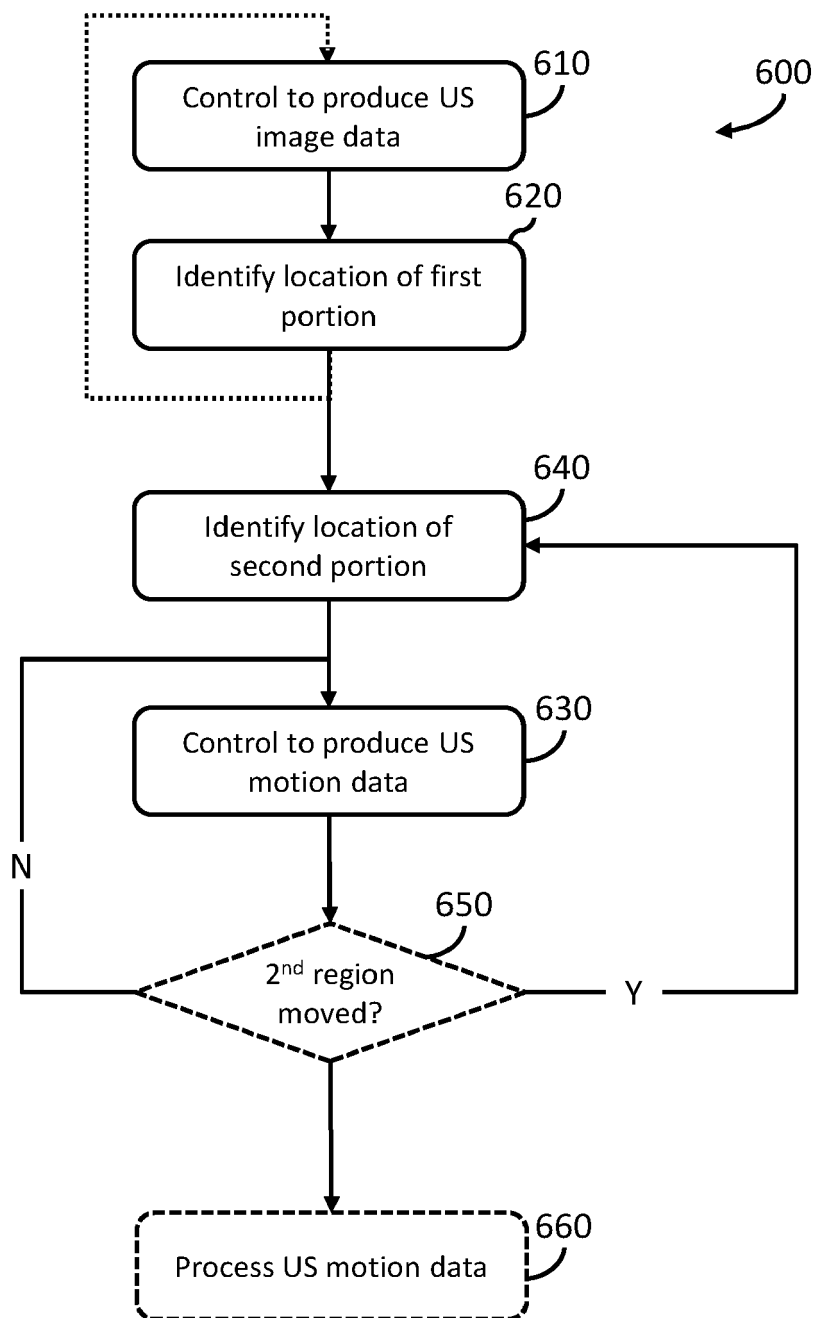 610
600
Control to produce US
image data
620
Identify location of first
portion
640
Identify location of
second portion
630
Control to produce US
motion data
N
650
2nd region
moved?
Y
660
Process US motion data